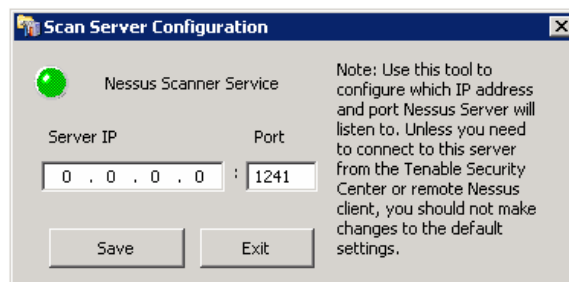 Scan Server Configuration
Nessus Scanner Service
Server IP
Port
0 . 0 . 0 . 0 : 1241
Save
Exit
Note: Use this tool to
configure which IP address
and port Nessus Server will
listen to. Unless you need
to connect to this server
from the Tenable Security
Center or remote Nessus
client, you should not make
changes to the default
settings.